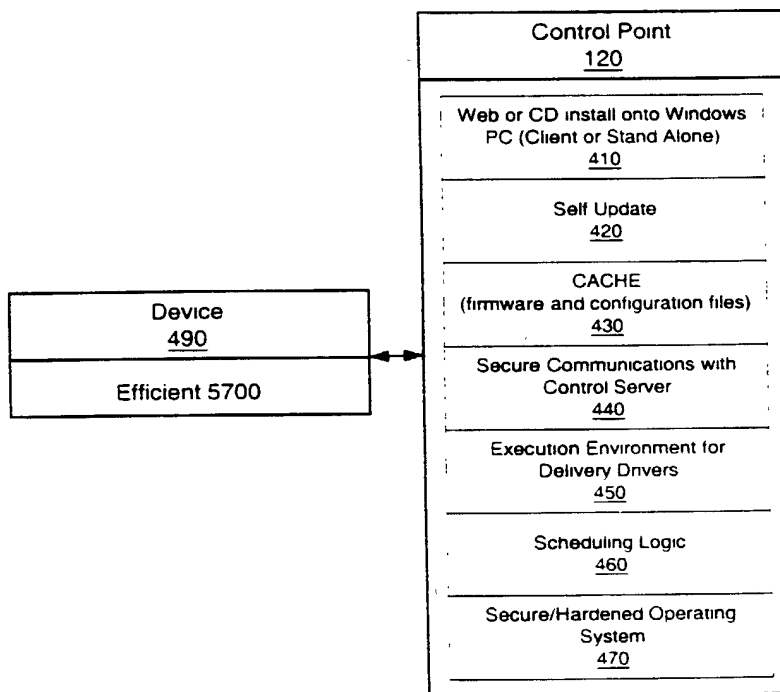 Control Point
120
Web or CD install onto Windows
PC (Client or Stand Alone)
410
Self Update
420
CACHE
(firmware and configuration files)
430
Secure Communications with
Control Server
440
Execution Environment for
Delivery Drivers
450
Scheduling Logic
460
Secure/Hardened Operating
System
470
Device
490
Efficient 5700